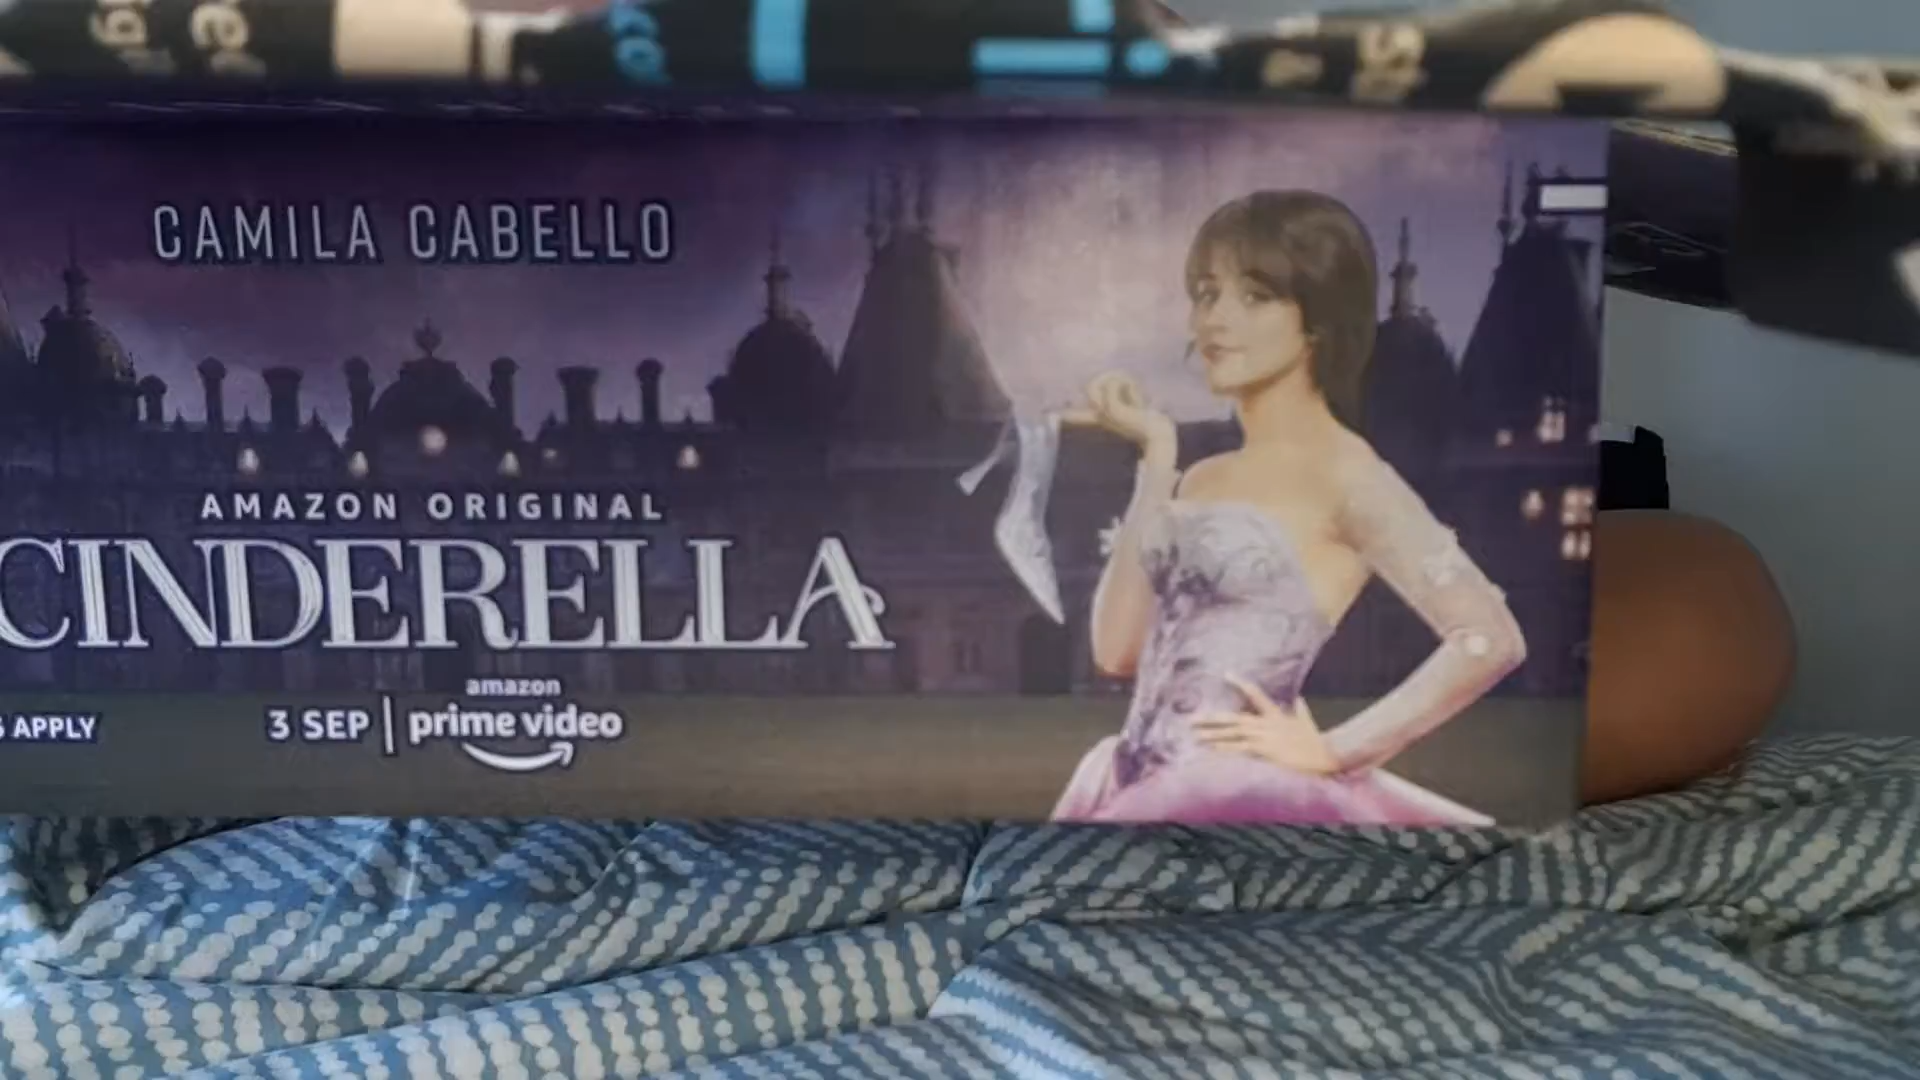 CAMILA CABELLO
AMAZON ORIGINAL
CINDERELLA
APPLY
3 SEP
amazon
prime video